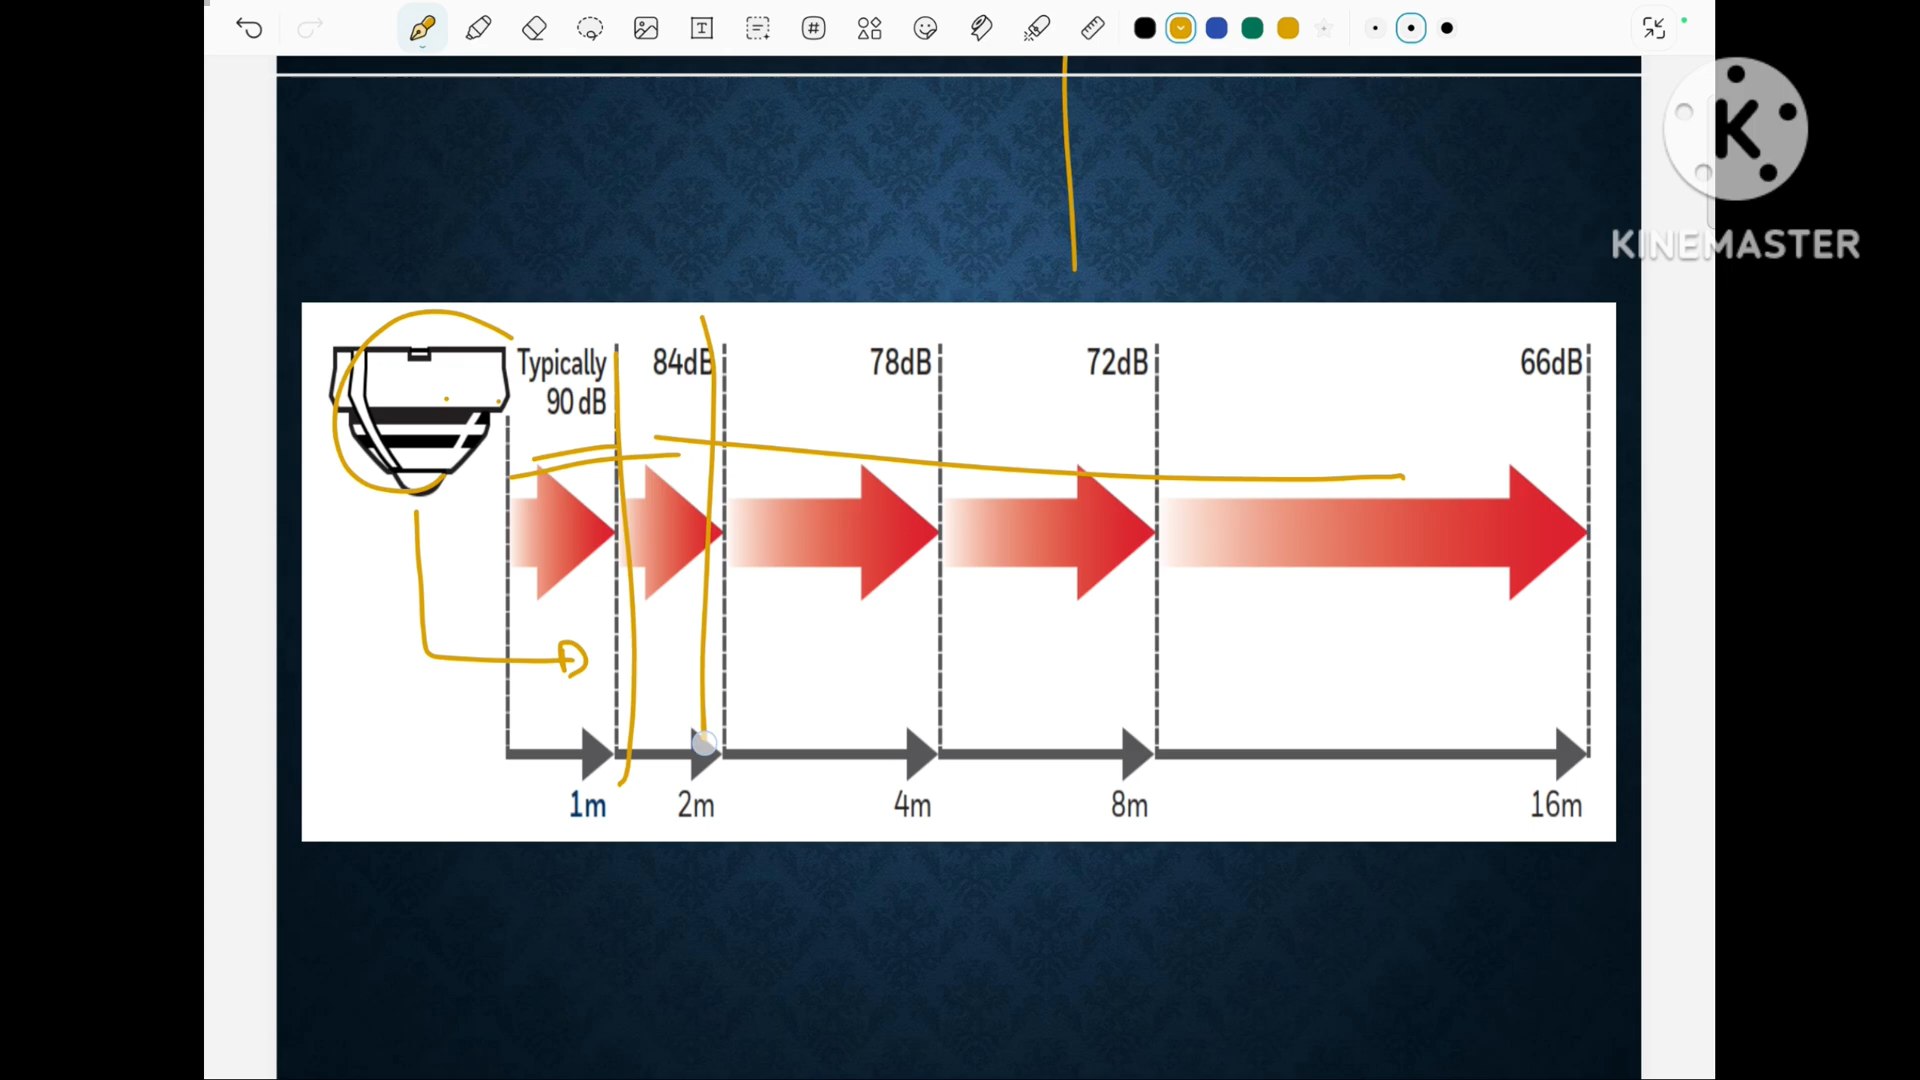 K
KINEMASTER
Typically
90 dB
84dB
78dB
72dB
66dB
1m
2m
4m
8m
16m